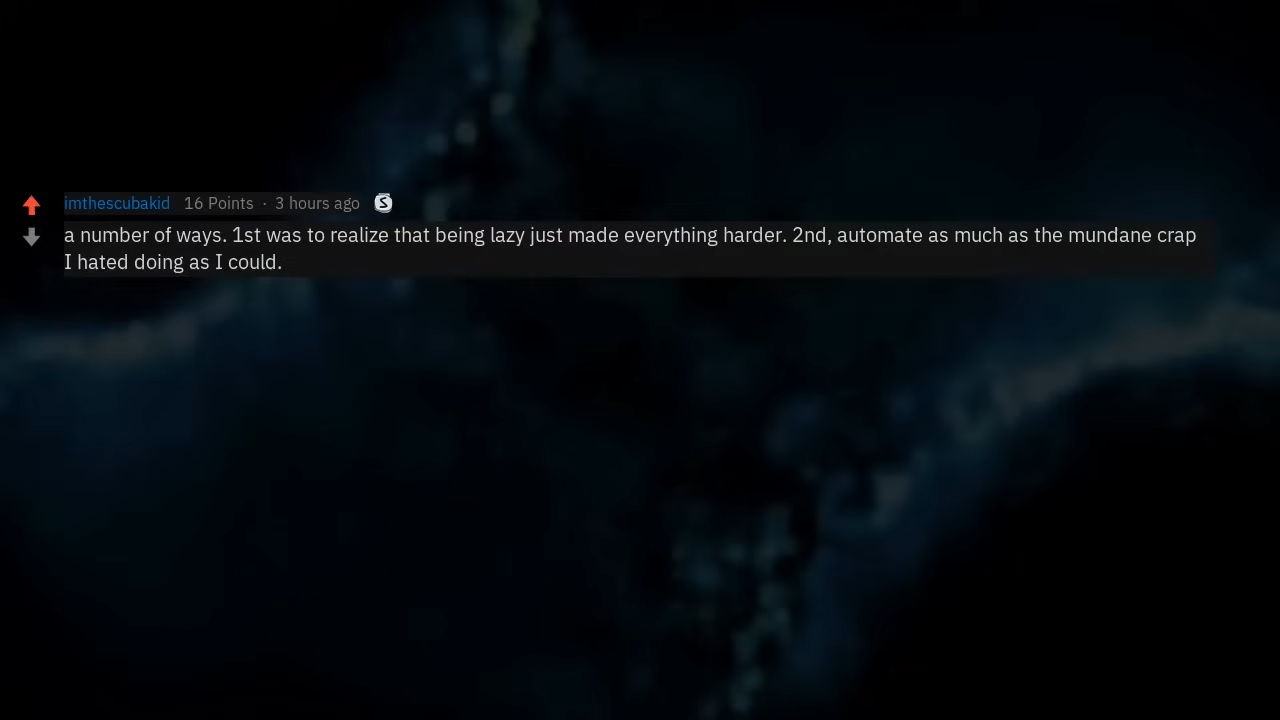 imthescubakid 16 Points · 3 hours ago S
a number of ways. 1st was to realize that being lazy just made everything harder. 2nd, automate as much as the mundane crap
I hated doing as I could.